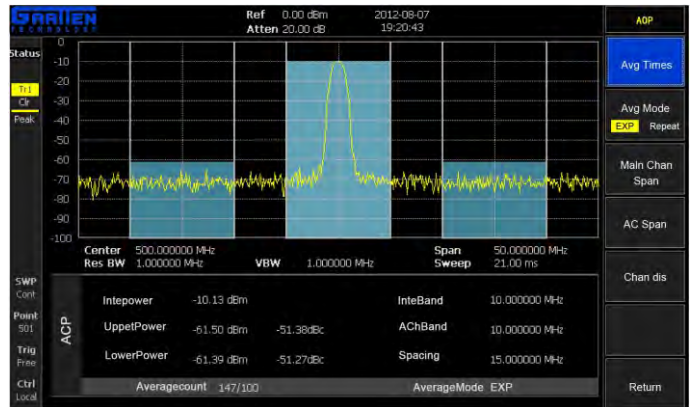 GRATTEN
TECHNOLOGY
Ref 0.00 dBm 2012-08-07
Atten 20.00 dB 19:20:43
AOP
Status
Tr1
Clr
Peak
0
-10
-20
-30
-40
-50
-60
-70
-80
-90
-100
Center 500.000000 MHz Span 50.000000 MHz
Res BW 1.000000 MHz VBW 1.000000 MHz Sweep 21.00 ms
SWP
Cont
Point
501
Trig
Free
Ctrl
Local
ACP
Intepower -10.13 dBm InteBand 10.000000 MHz
UppetPower -61.50 dBm -51.38dBc AChBand 10.000000 MHz
LowerPower -61.39 dBm -51.27dBc Spacing 15.000000 MHz
Averagecount 147/100 AverageMode EXP
Avg Times
Avg Mode
EXP Repeat
Main Chan
Span
AC Span
Chan dis
Return